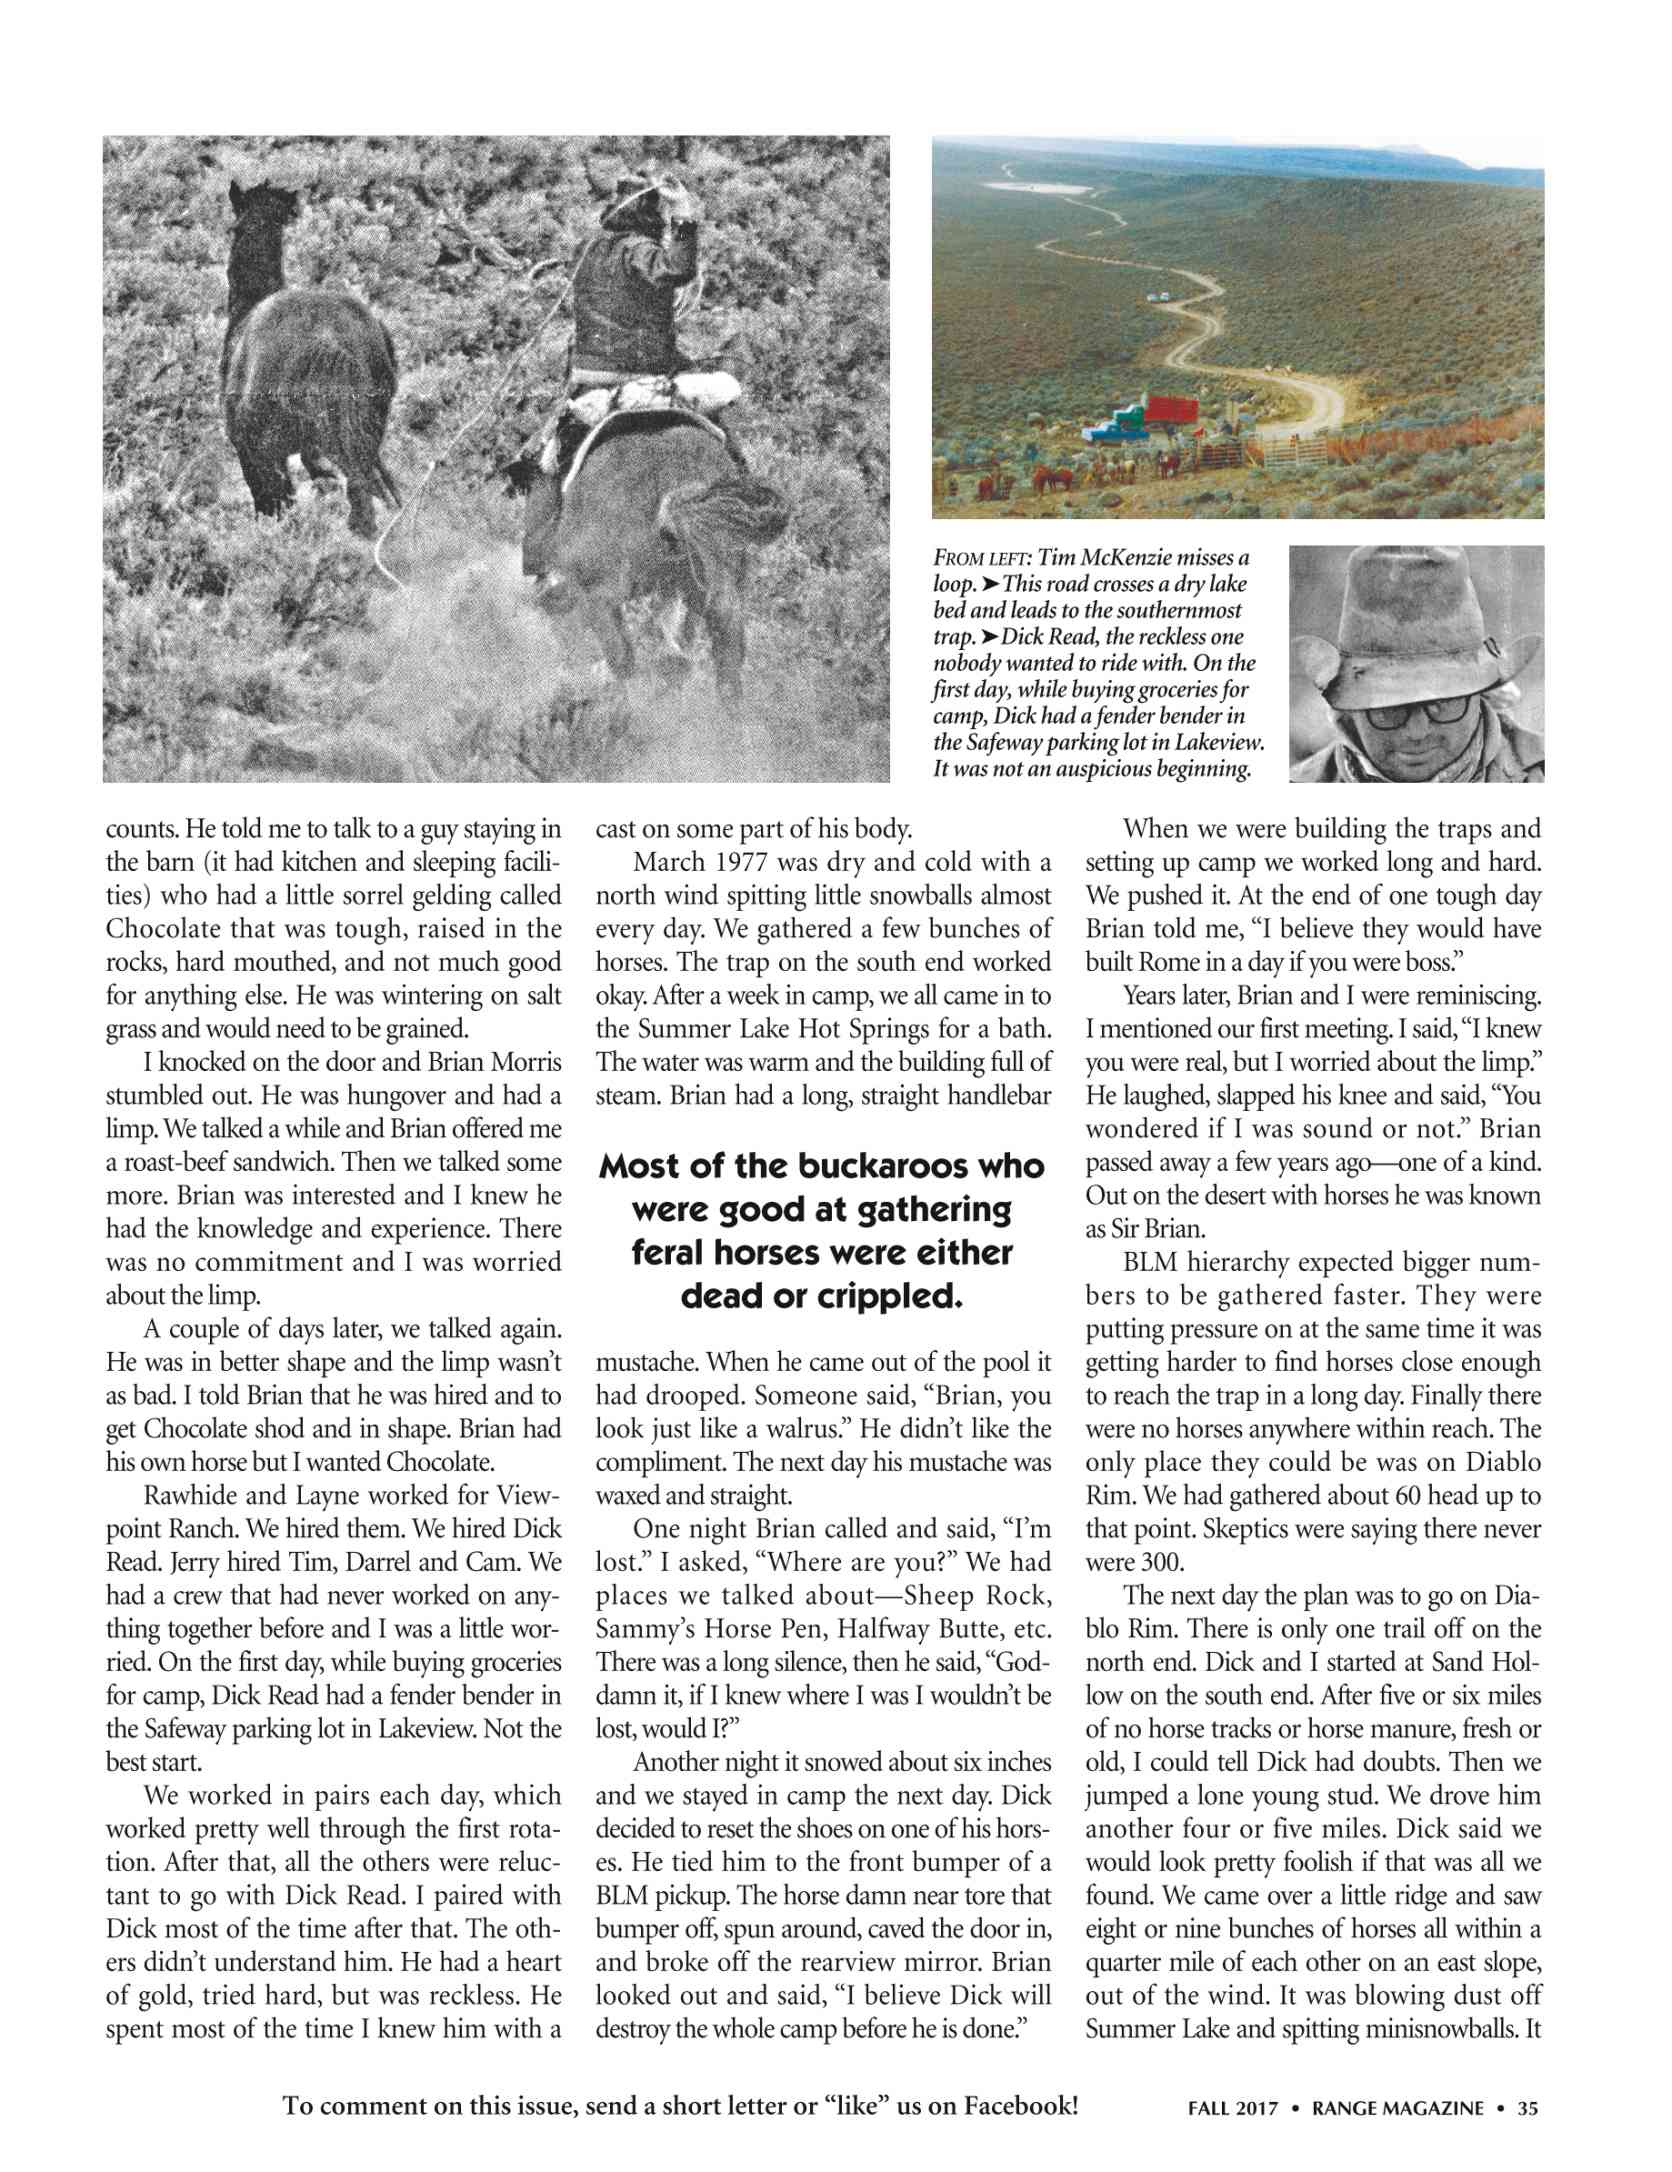 FROM LEFT: Tim McKenzie misses a
loop. ➤ This road crosses a dry lake
bed and leads to the southernmost
trap. ➤ Dick Read, the reckless one
nobody wanted to ride with. On the
first day, while buying groceries for
camp, Dick had a fender bender in
the Safeway parking lot in Lakeview.
It was not an auspicious beginning.
counts. He told me to talk to a guy staying in
the barn (it had kitchen and sleeping facili-
ties) who had a little sorrel gelding called
Chocolate that was tough, raised in the
rocks, hard mouthed, and not much good
for anything else. He was wintering on salt
grass and would need to be grained.
I knocked on the door and Brian Morris
stumbled out. He was hungover and had a
limp. We talked a while and Brian offered me
a roast-beef sandwich. Then we talked some
more. Brian was interested and I knew he
had the knowledge and experience. There
was no commitment and I was worried
about the limp.
A couple of days later, we talked again.
He was in better shape and the limp wasn’t
as bad. I told Brian that he was hired and to
get Chocolate shod and in shape. Brian had
his own horse but I wanted Chocolate.
Rawhide and Layne worked for View-
point Ranch. We hired them. We hired Dick
Read. Jerry hired Tim, Darrel and Cam. We
had a crew that had never worked on any-
thing together before and I was a little wor-
ried. On the first day, while buying groceries
for camp, Dick Read had a fender bender in
the Safeway parking lot in Lakeview. Not the
best start.
We worked in pairs each day, which
worked pretty well through the first rota-
tion. After that, all the others were reluc-
tant to go with Dick Read. I paired with
Dick most of the time after that. The oth-
ers didn’t understand him. He had a heart
of gold, tried hard, but was reckless. He
spent most of the time I knew him with a
cast on some part of his body.
March 1977 was dry and cold with a
north wind spitting little snowballs almost
every day. We gathered a few bunches of
horses. The trap on the south end worked
okay. After a week in camp, we all came in to
the Summer Lake Hot Springs for a bath.
The water was warm and the building full of
steam. Brian had a long, straight handlebar
Most of the buckaroos who
were good at gathering
feral horses were either
dead or crippled.
mustache. When he came out of the pool it
had drooped. Someone said, “Brian, you
look just like a walrus.” He didn’t like the
compliment. The next day his mustache was
waxed and straight.
One night Brian called and said, “I’m
lost.” I asked, “Where are you?” We had
places we talked about—Sheep Rock,
Sammy’s Horse Pen, Halfway Butte, etc.
There was a long silence, then he said, “God-
damn it, if I knew where I was I wouldn’t be
lost, would I?”
Another night it snowed about six inches
and we stayed in camp the next day. Dick
decided to reset the shoes on one of his hors-
es. He tied him to the front bumper of a
BLM pickup. The horse damn near tore that
bumper off, spun around, caved the door in,
and broke off the rearview mirror. Brian
looked out and said, “I believe Dick will
destroy the whole camp before he is done.”
When we were building the traps and
setting up camp we worked long and hard.
We pushed it. At the end of one tough day
Brian told me, “I believe they would have
built Rome in a day if you were boss.”
Years later, Brian and I were reminiscing.
I mentioned our first meeting. I said, “I knew
you were real, but I worried about the limp.”
He laughed, slapped his knee and said, “You
wondered if I was sound or not.” Brian
passed away a few years ago—one of a kind.
Out on the desert with horses he was known
as Sir Brian.
BLM hierarchy expected bigger num-
bers to be gathered faster. They were
putting pressure on at the same time it was
getting harder to find horses close enough
to reach the trap in a long day. Finally there
were no horses anywhere within reach. The
only place they could be was on Diablo
Rim. We had gathered about 60 head up to
that point. Skeptics were saying there never
were 300.
The next day the plan was to go on Dia-
blo Rim. There is only one trail off on the
north end. Dick and I started at Sand Hol-
low on the south end. After five or six miles
of no horse tracks or horse manure, fresh or
old, I could tell Dick had doubts. Then we
jumped a lone young stud. We drove him
another four or five miles. Dick said we
would look pretty foolish if that was all we
found. We came over a little ridge and saw
eight or nine bunches of horses all within a
quarter mile of each other on an east slope,
out of the wind. It was blowing dust off
Summer Lake and spitting minisnowballs. It
To comment on this issue, send a short letter or “like” us on Facebook!
FALL 2017 • RANGE MAGAZINE • 35